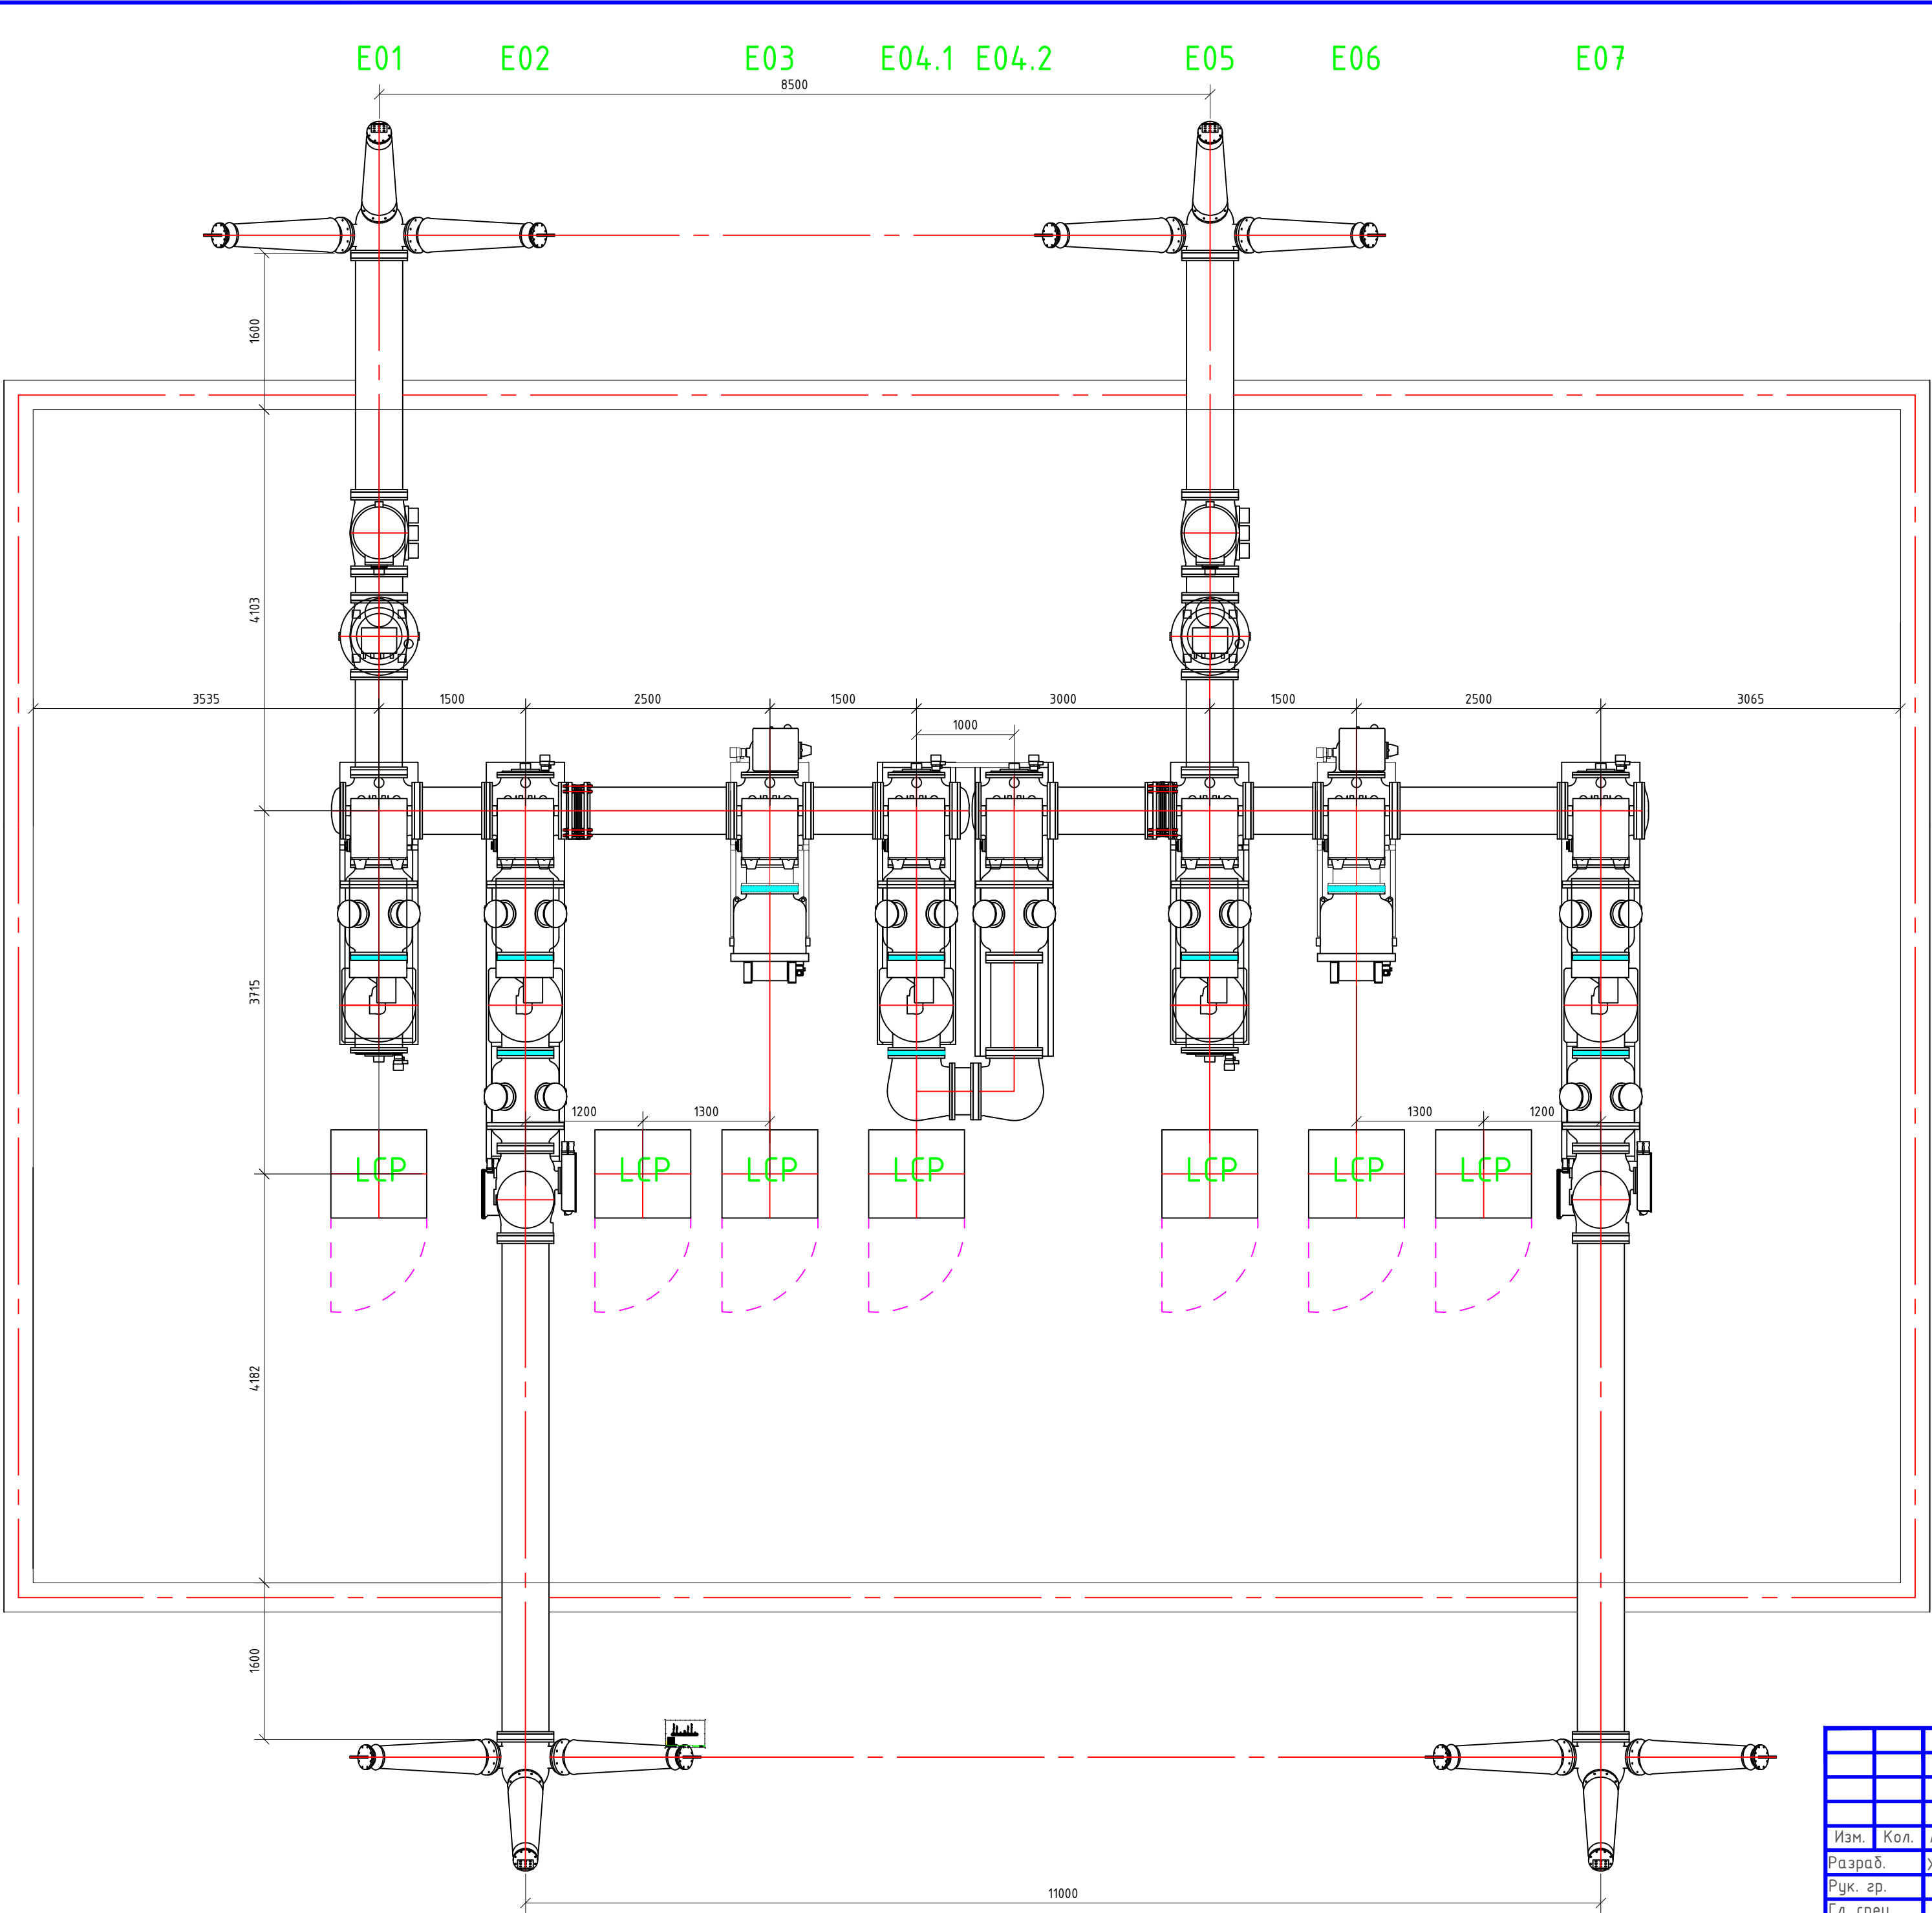 E01 E02 E03 E04.1 E04.2 E05 E06 E07
8500
1600
4103
3535 1500 2500 1500 3000 1500 2500 3065
1000
3715
1200 1300 1300 1200
LCP LCP LCP LCP LCP LCP LCP
4182
1600
Изм. Кол.
Разраб.
Рук. гр.
11000
Гл. спец.